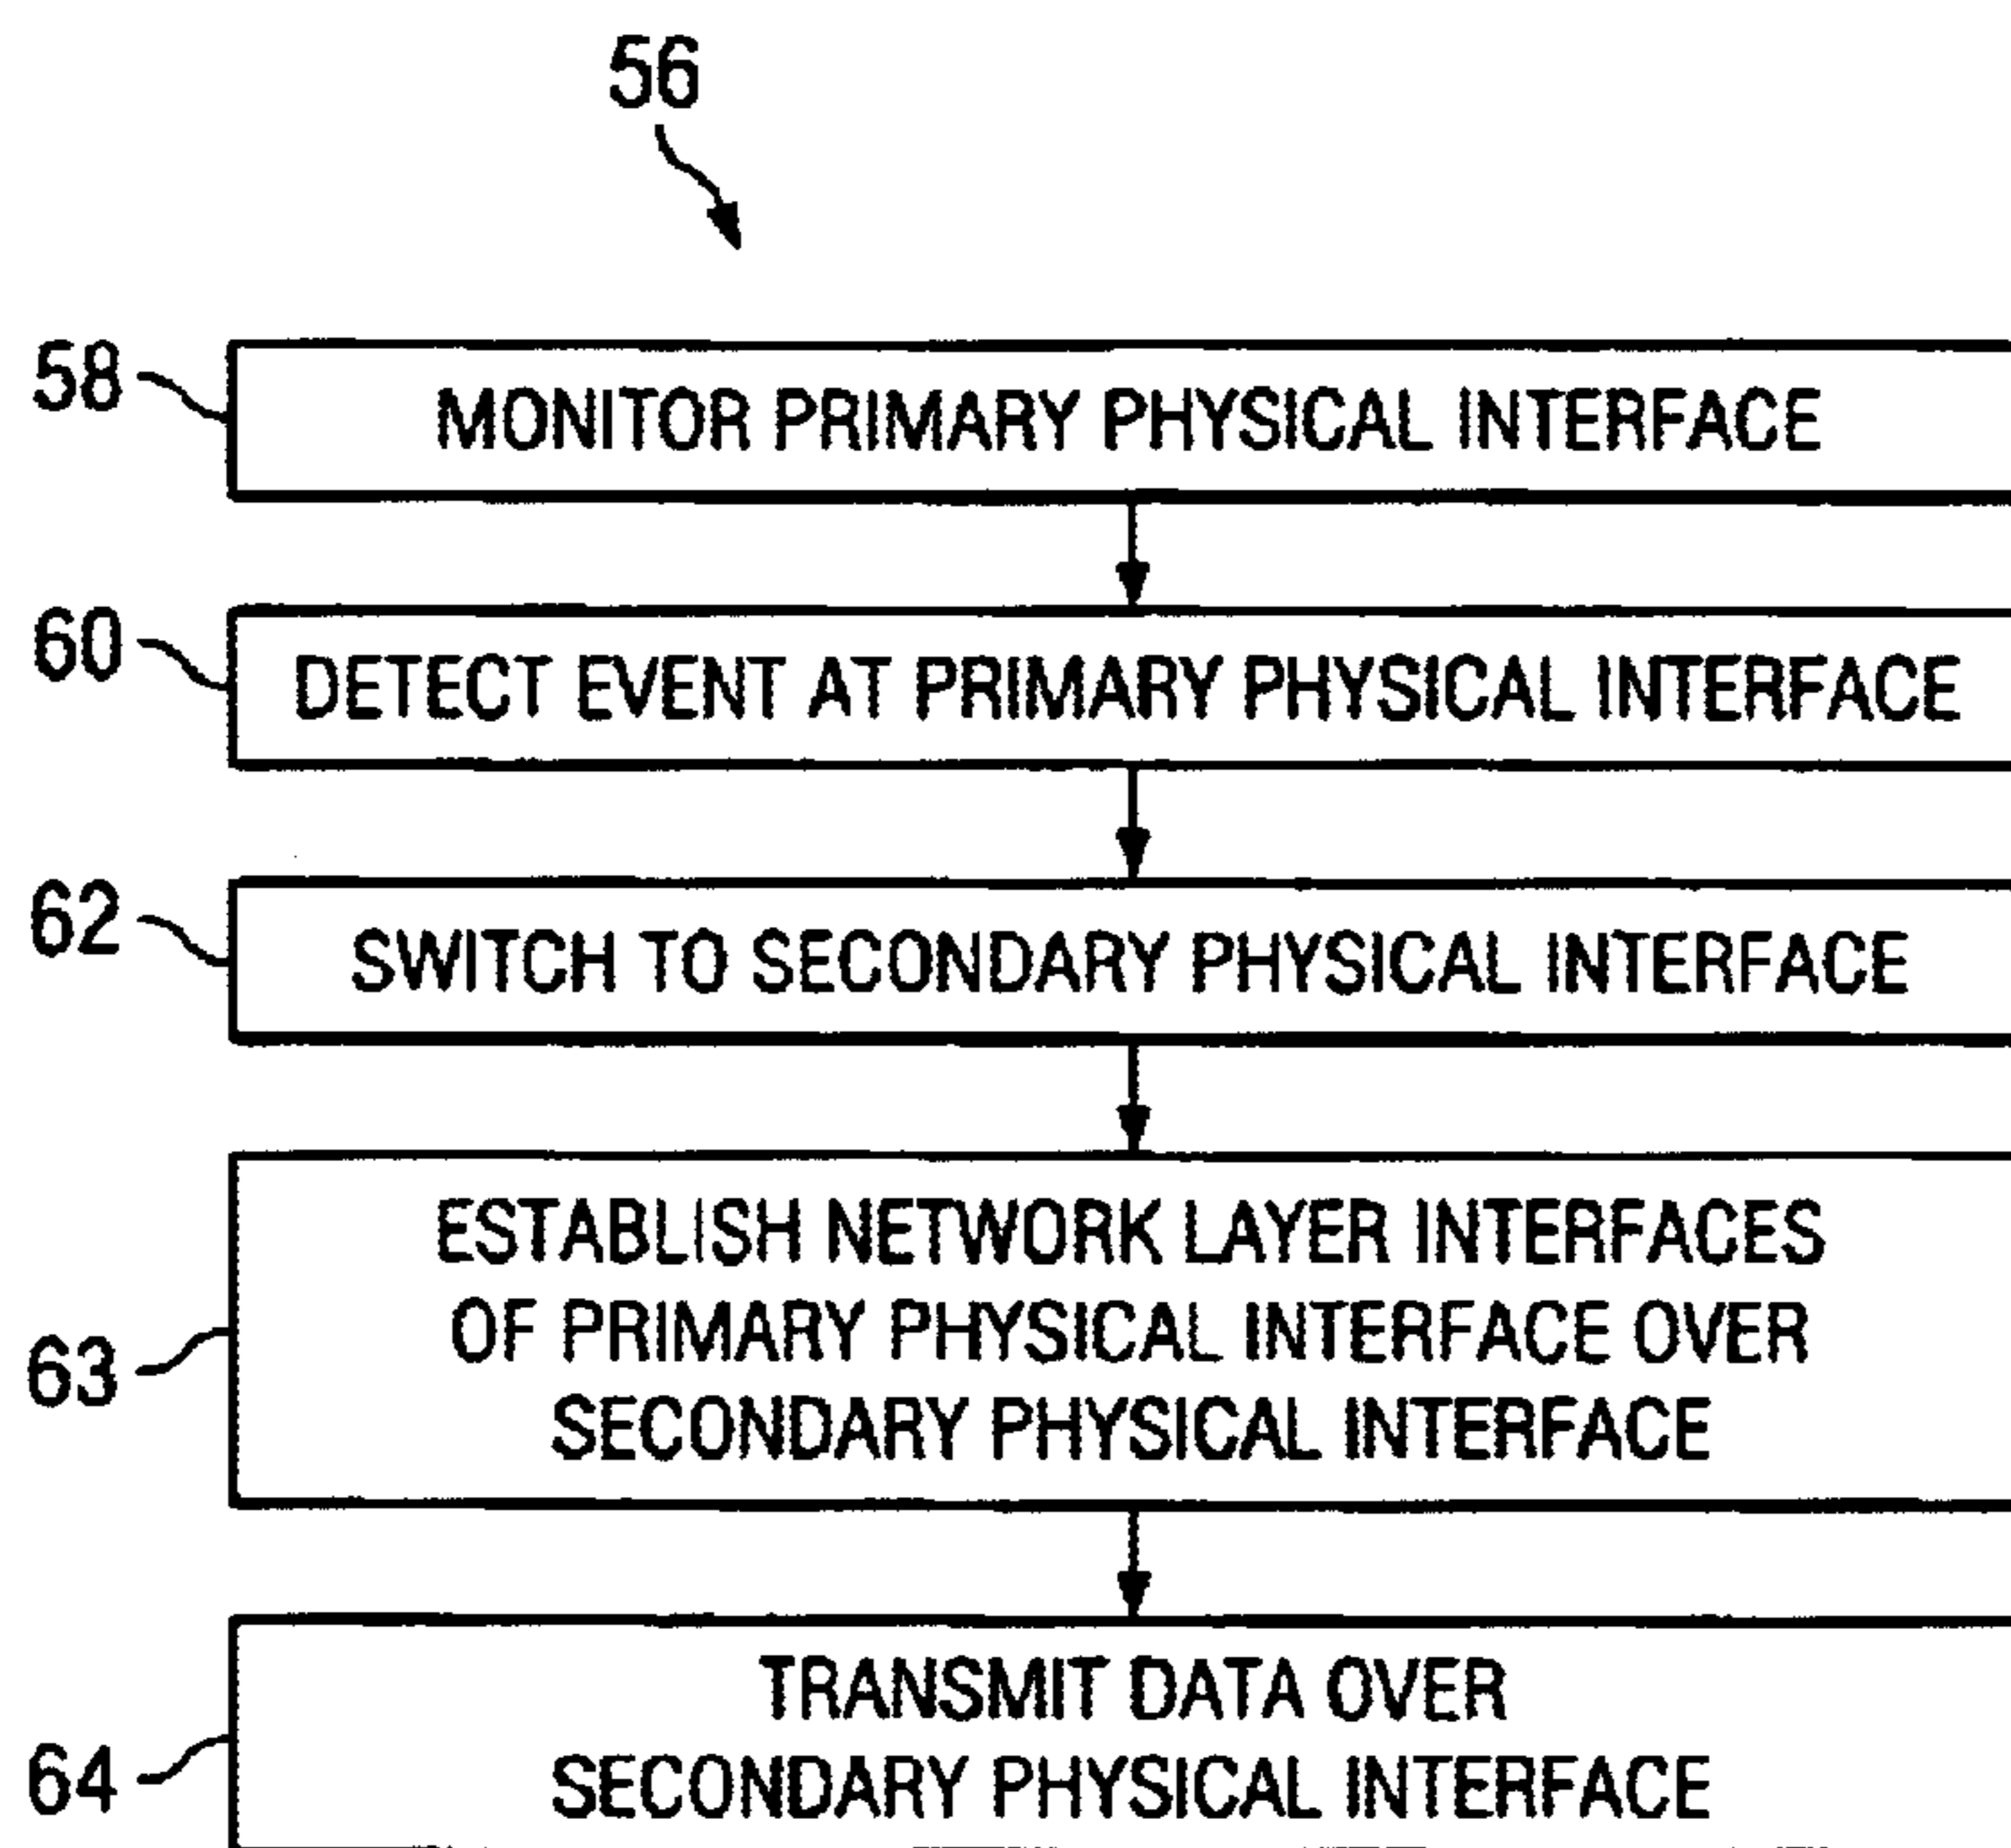 56
58
MONITOR PRIMARY PHYSICAL INTERFACE
60
DETECT EVENT AT PRIMARY PHYSICAL INTERFACE
62
SWITCH TO SECONDARY PHYSICAL INTERFACE
63
ESTABLISH NETWORK LAYER INTERFACES
OF PRIMARY PHYSICAL INTERFACE OVER
SECONDARY PHYSICAL INTERFACE
64
TRANSMIT DATA OVER
SECONDARY PHYSICAL INTERFACE